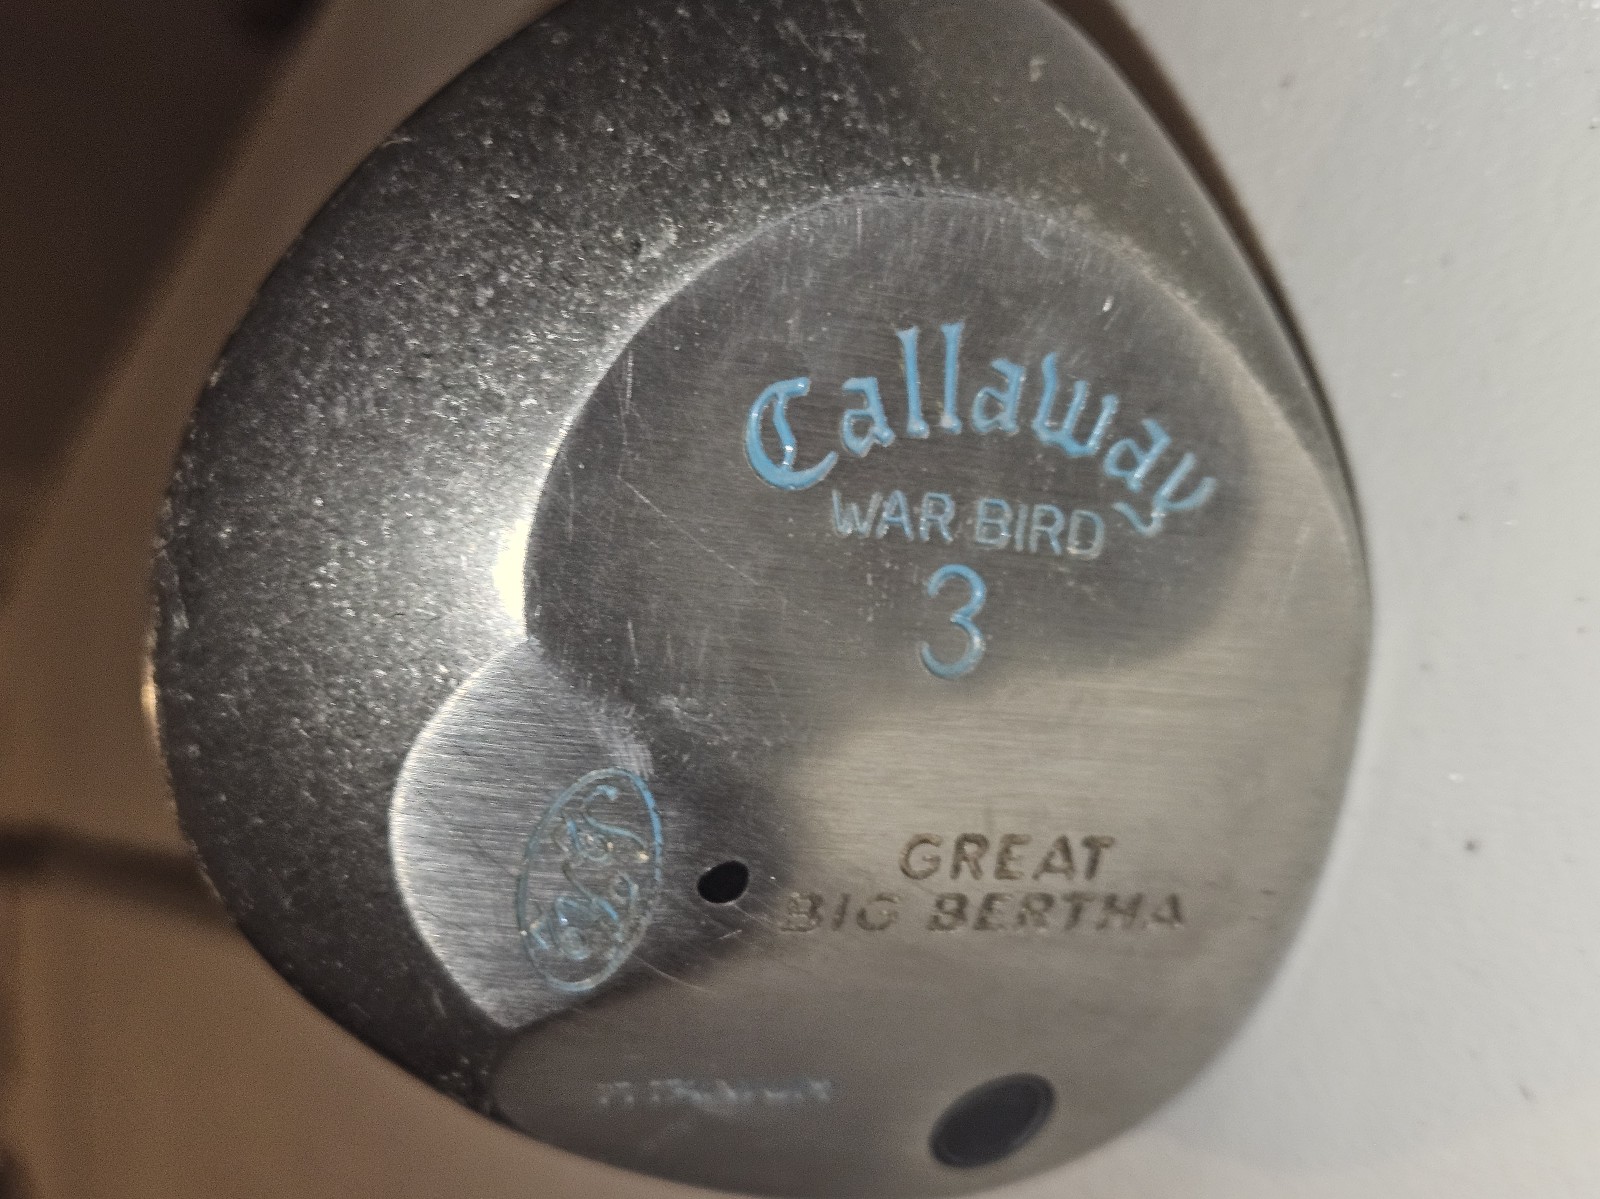 Callaway
WAR BIRD
3
GREAT
BIG BERTHA